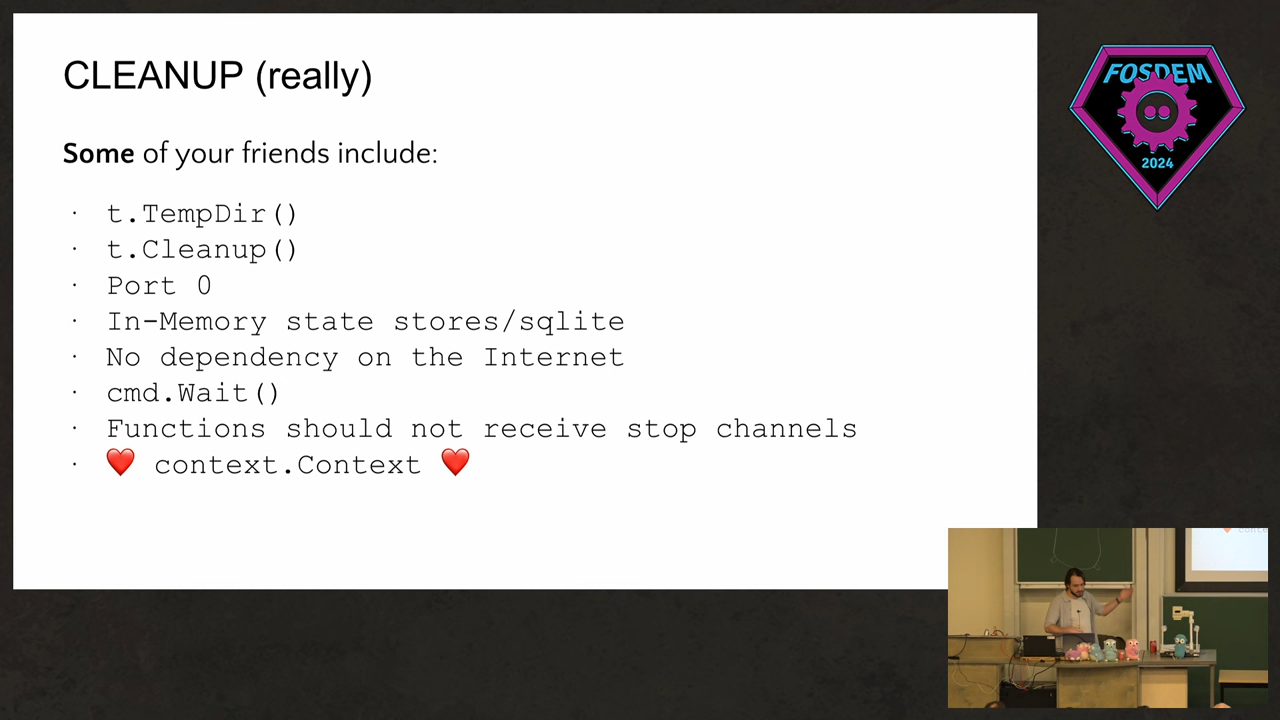 CLEANUP (really)
Some of your friends include:
· t.TempDir()
· t.Cleanup()
· Port 0
· In-Memory state stores/sqlite
· No dependency on the Internet
· cmd.Wait()
· Functions should not receive stop channels
· ❤️ context.Context ❤️
FOSDEM
2024